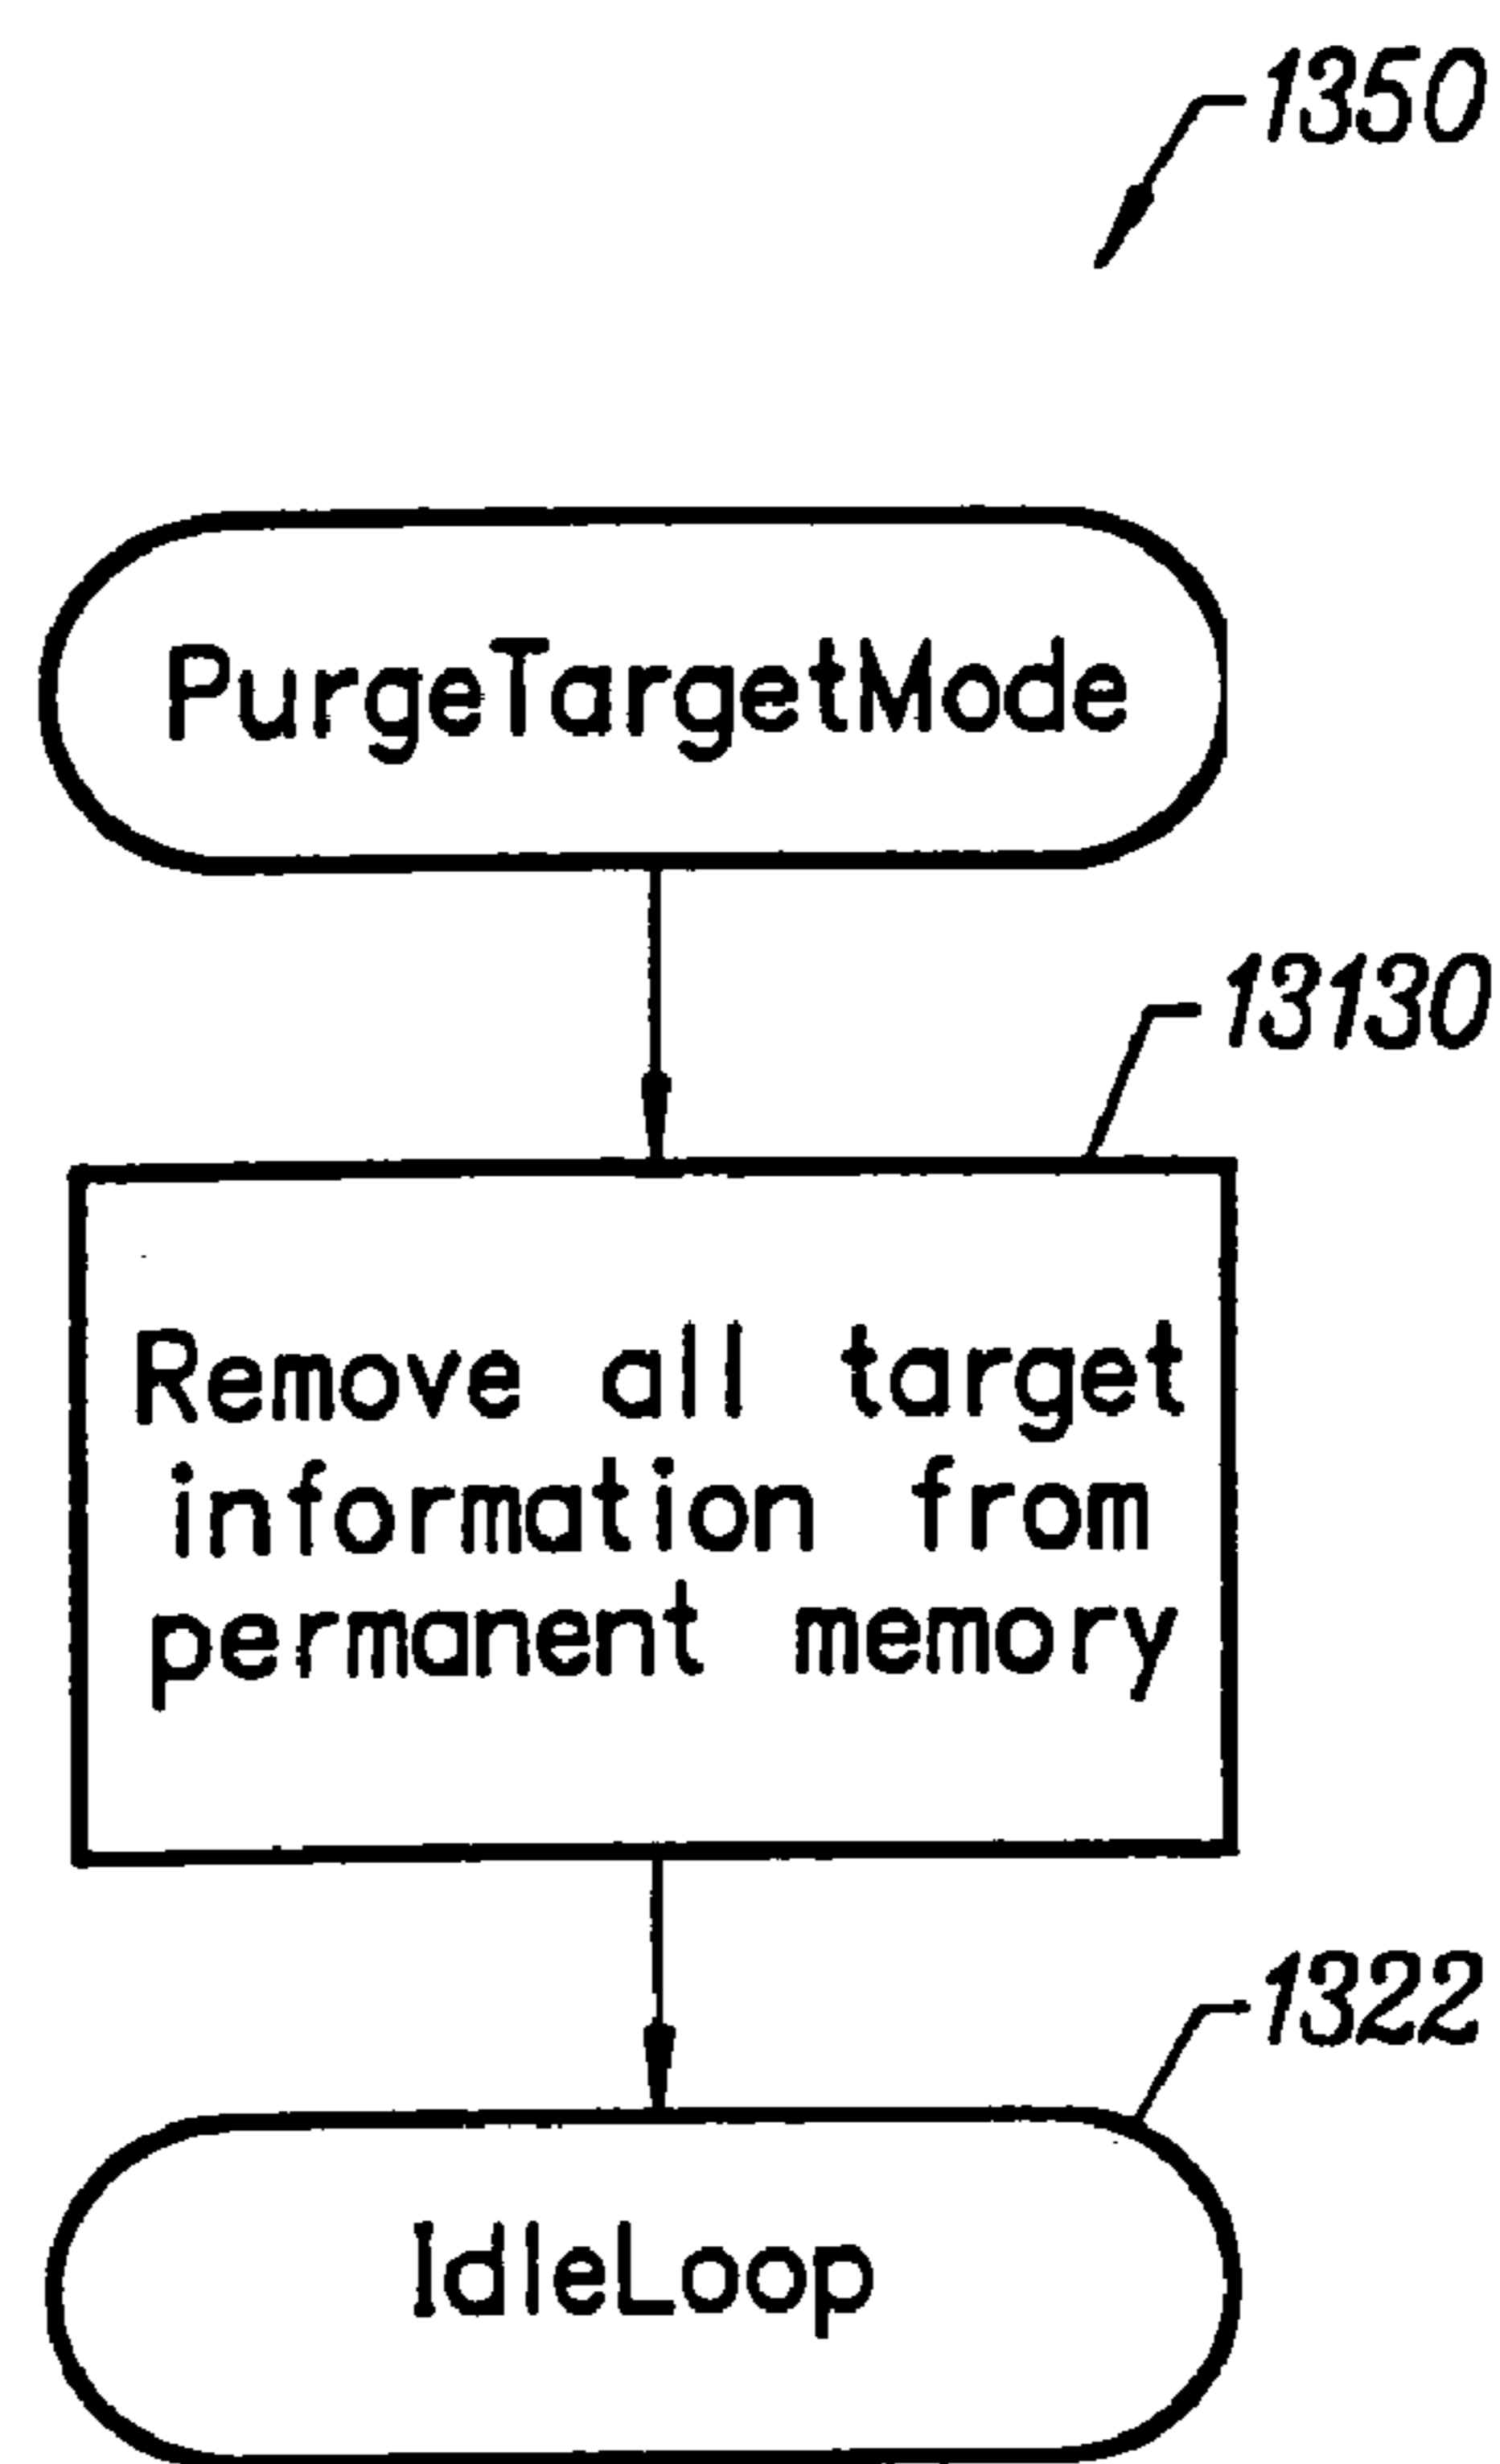 1350
PurgeTargetMode
13130
Remove all target
information from
permanent memory
1322
IdleLoop